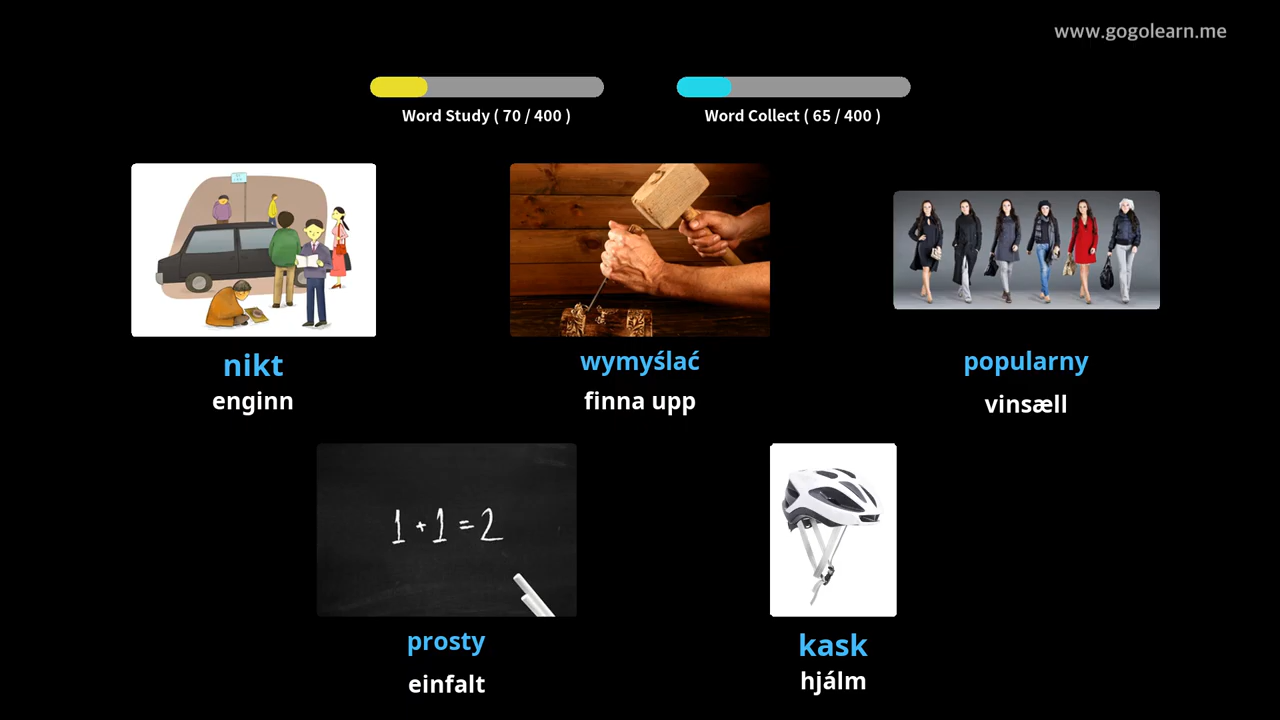 www.gogolearn.me
Word Study ( 70 / 400 )
Word Collect ( 65 / 400 )
nikt
enginn
wymyślać
finna upp
popularny
vinsæll
1 + 1 = 2
prosty
einfalt
kask
hjálm